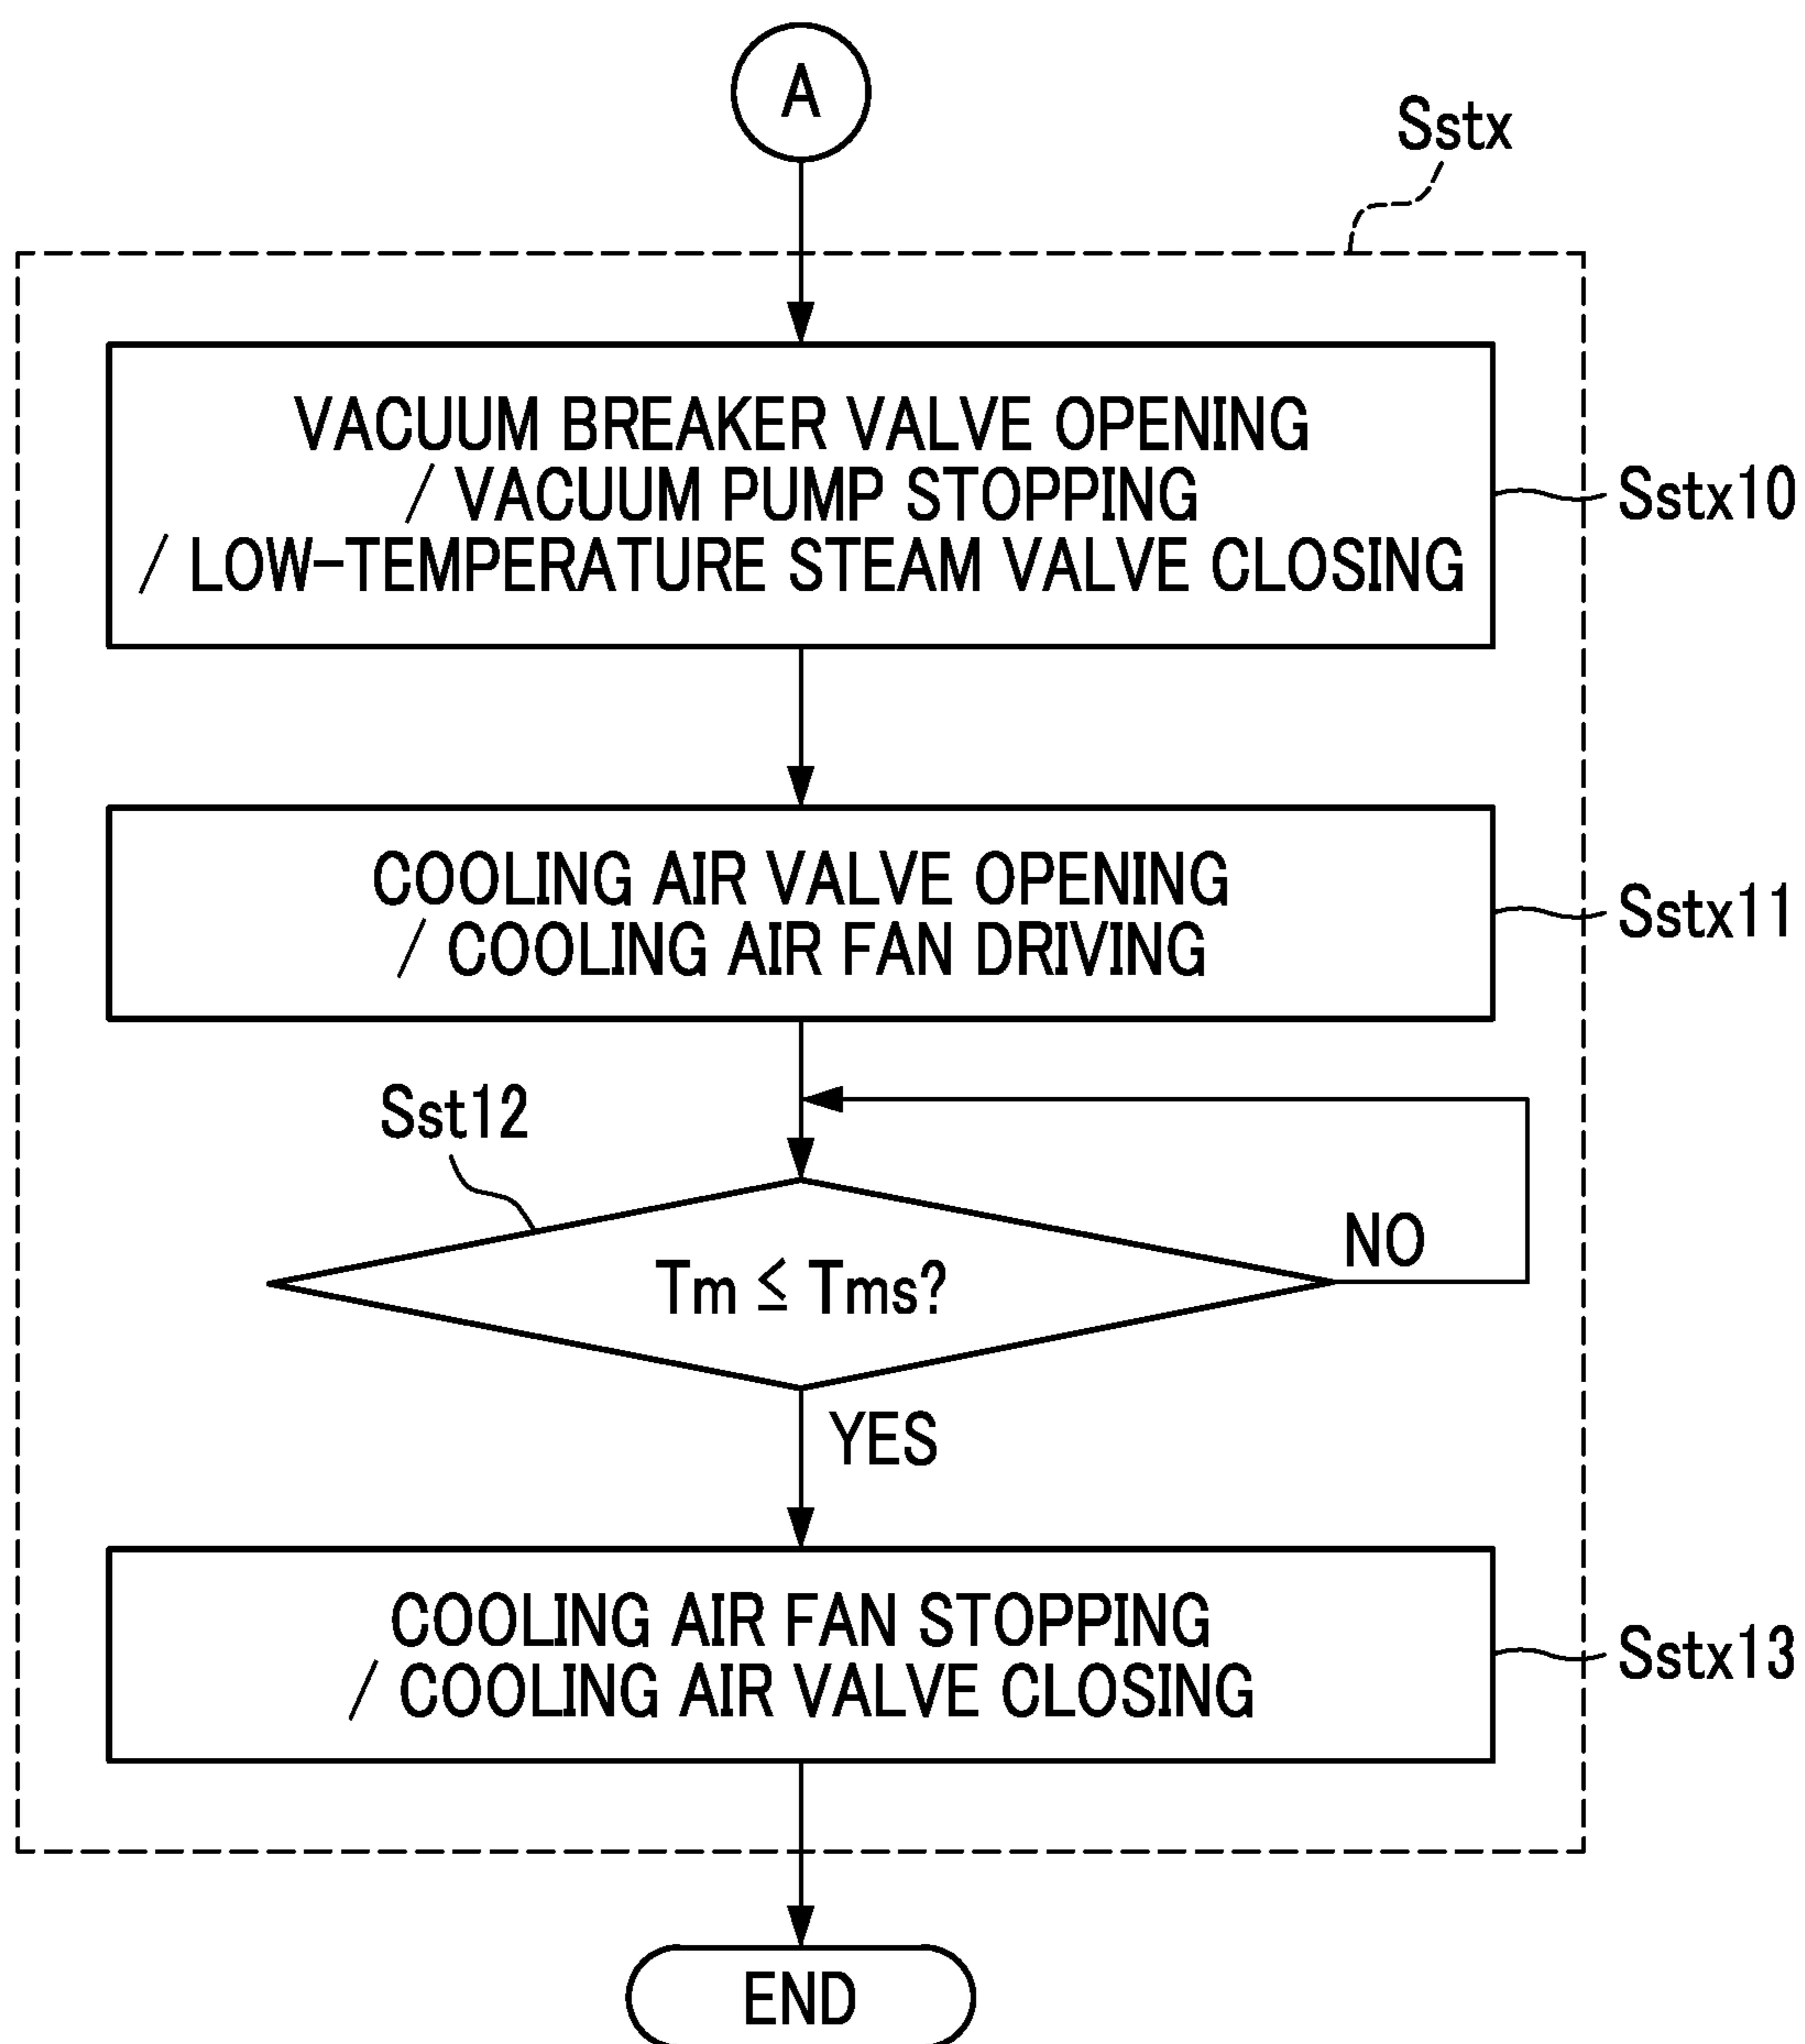 A
Sstx
VACUUM BREAKER VALVE OPENING
/ VACUUM PUMP STOPPING
/ LOW-TEMPERATURE STEAM VALVE CLOSING
Sstx10
COOLING AIR VALVE OPENING
/ COOLING AIR FAN DRIVING
Sstx11
Sst12
Tm ≤ Tms?
NO
YES
COOLING AIR FAN STOPPING
/ COOLING AIR VALVE CLOSING
Sstx13
END